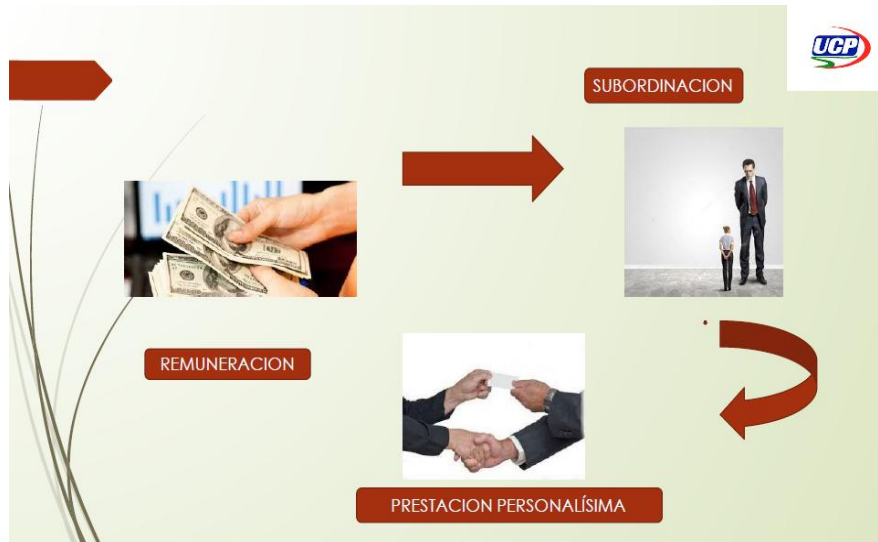 UCP
SUBORDINACION
REMUNERACION
PRESTACION PERSONALÍSIMA